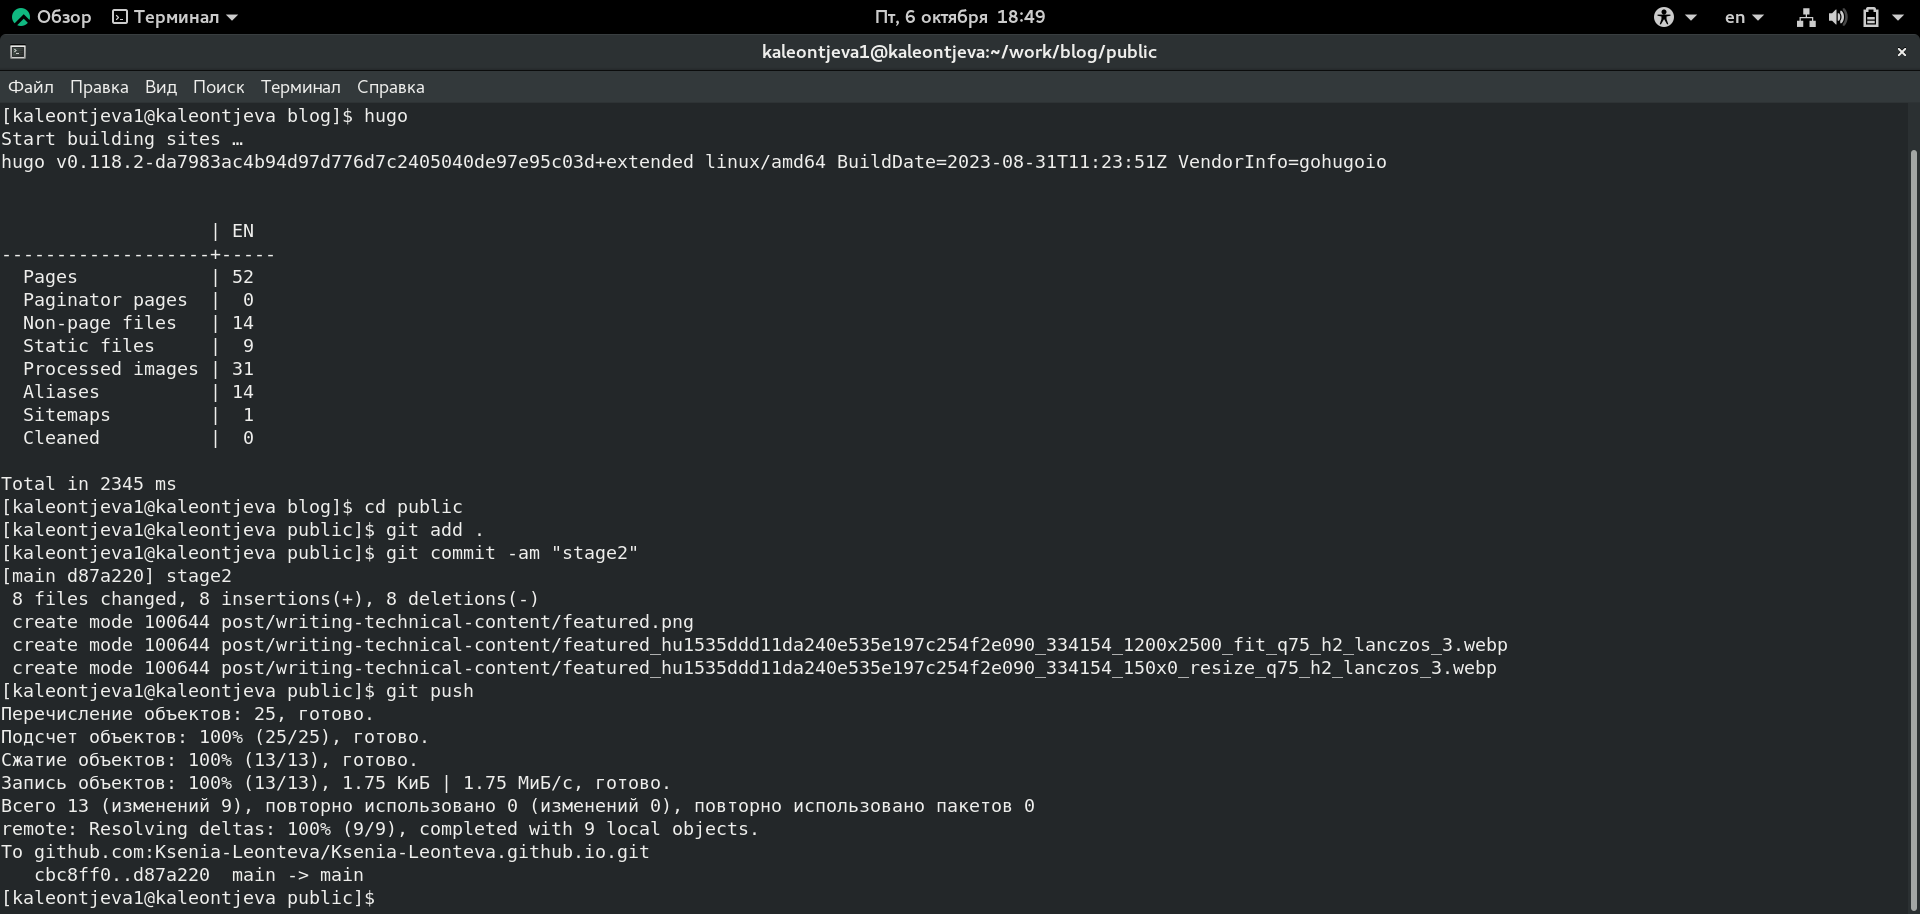 Обзор Терминал Пт, 6 октября 18:49 en
kaleontjeva1@kaleontjeva:~/work/blog/public ×
Файл Правка Вид Поиск Терминал Справка
[kaleontjeva1@kaleontjeva blog]$ hugo
Start building sites …
hugo v0.118.2-da7983ac4b94d97d776d7c2405040de97e95c03d+extended linux/amd64 BuildDate=2023-08-31T11:23:51Z VendorInfo=gohugoio
                   | EN
-------------------+-----
  Pages            | 52
  Paginator pages  |  0
  Non-page files   | 14
  Static files     |  9
  Processed images | 31
  Aliases          | 14
  Sitemaps         |  1
  Cleaned          |  0
Total in 2345 ms
[kaleontjeva1@kaleontjeva blog]$ cd public
[kaleontjeva1@kaleontjeva public]$ git add .
[kaleontjeva1@kaleontjeva public]$ git commit -am "stage2"
[main d87a220] stage2
 8 files changed, 8 insertions(+), 8 deletions(-)
 create mode 100644 post/writing-technical-content/featured.png
 create mode 100644 post/writing-technical-content/featured_hu1535ddd11da240e535e197c254f2e090_334154_1200x2500_fit_q75_h2_lanczos_3.webp
 create mode 100644 post/writing-technical-content/featured_hu1535ddd11da240e535e197c254f2e090_334154_150x0_resize_q75_h2_lanczos_3.webp
[kaleontjeva1@kaleontjeva public]$ git push
Перечисление объектов: 25, готово.
Подсчет объектов: 100% (25/25), готово.
Сжатие объектов: 100% (13/13), готово.
Запись объектов: 100% (13/13), 1.75 КиБ | 1.75 МиБ/с, готово.
Всего 13 (изменений 9), повторно использовано 0 (изменений 0), повторно использовано пакетов 0
remote: Resolving deltas: 100% (9/9), completed with 9 local objects.
To github.com:Ksenia-Leonteva/Ksenia-Leonteva.github.io.git
   cbc8ff0..d87a220  main -> main
[kaleontjeva1@kaleontjeva public]$